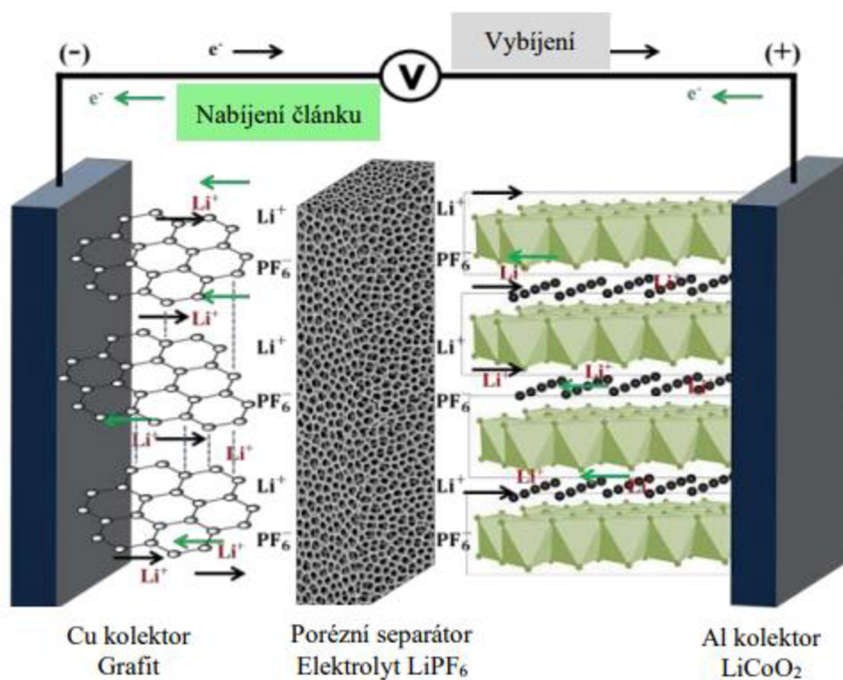 (-)
e⁻
Vybíjení
(+)
V
e⁻
Nabíjení článku
e⁻
Li⁺
Li⁺
Li⁺
Li⁺
PF₆⁻
PF₆⁻
Li⁺
Li
Li⁺
Li⁺
Li⁺
Li⁺
Li⁺
PF₆⁻
PF₆
Li
Li⁺
Li⁺
Li⁺
Li⁺
Li⁺
Li⁺
Li
PF₆⁻
PF₆⁻
Li⁺
Li⁺
Cu kolektor
Porézní separátor
Al kolektor
Grafit
Elektrolyt LiPF₆
LiCoO₂